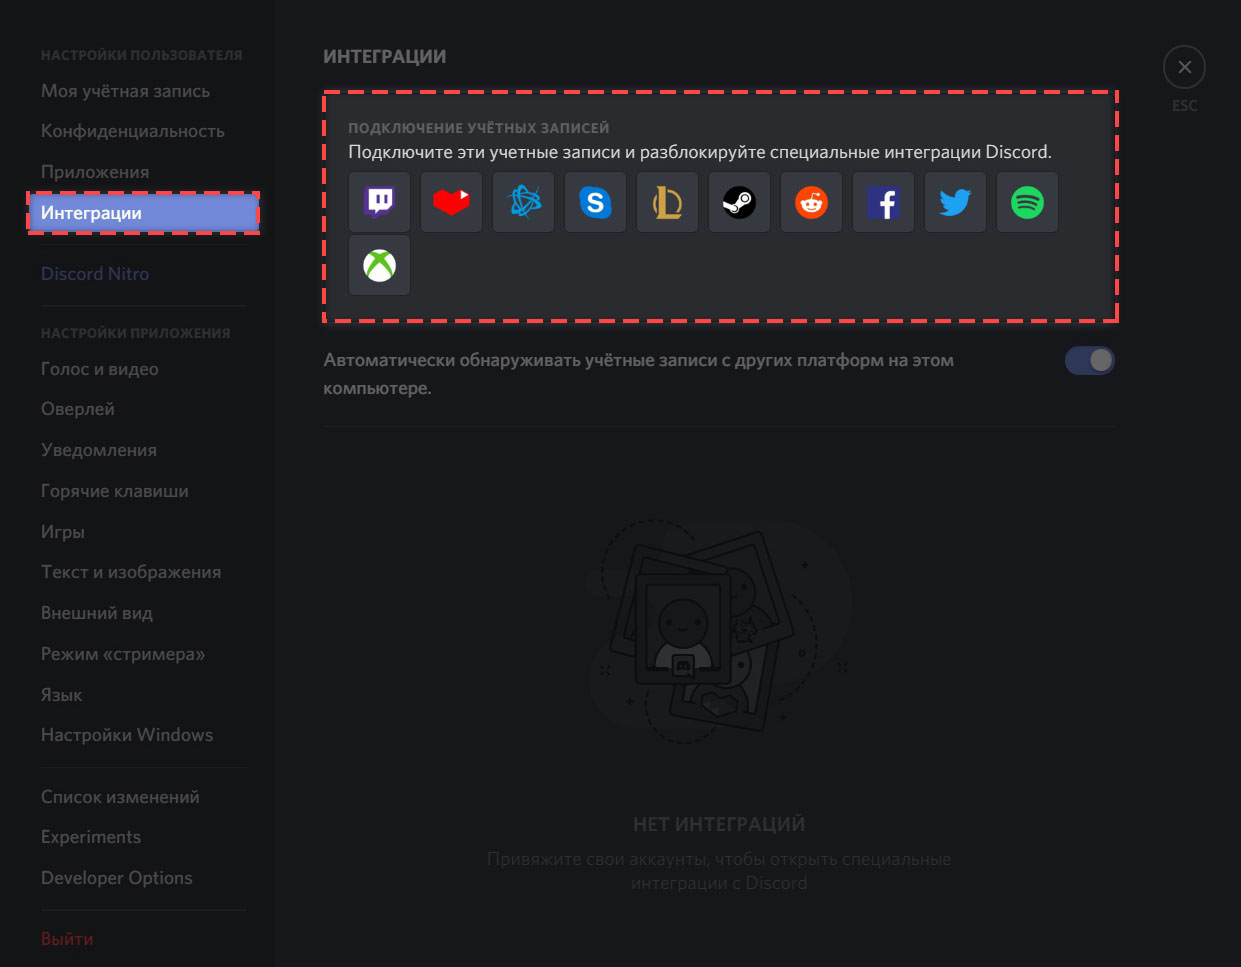 НАСТРОЙКИ ПОЛЬЗОВАТЕЛЯ
Моя учётная запись
Конфиденциальность
Приложения
Интеграции
Discord Nitro
НАСТРОЙКИ ПРИЛОЖЕНИЯ
Голос и видео
Оверлей
Уведомления
Горячие клавиши
Игры
Текст и изображения
Внешний вид
Режим «стримера»
Язык
Настройки Windows
Список изменений
Experiments
Developer Options
Выйти
ИНТЕГРАЦИИ
ESC
ПОДКЛЮЧЕНИЕ УЧЁТНЫХ ЗАПИСЕЙ
Подключите эти учетные записи и разблокируйте специальные интеграции Discord.
Автоматически обнаруживать учётные записи с других платформ на этом
компьютере.
НЕТ ИНТЕГРАЦИЙ
Привяжите свои аккаунты, чтобы открыть специальные
интеграции с Discord